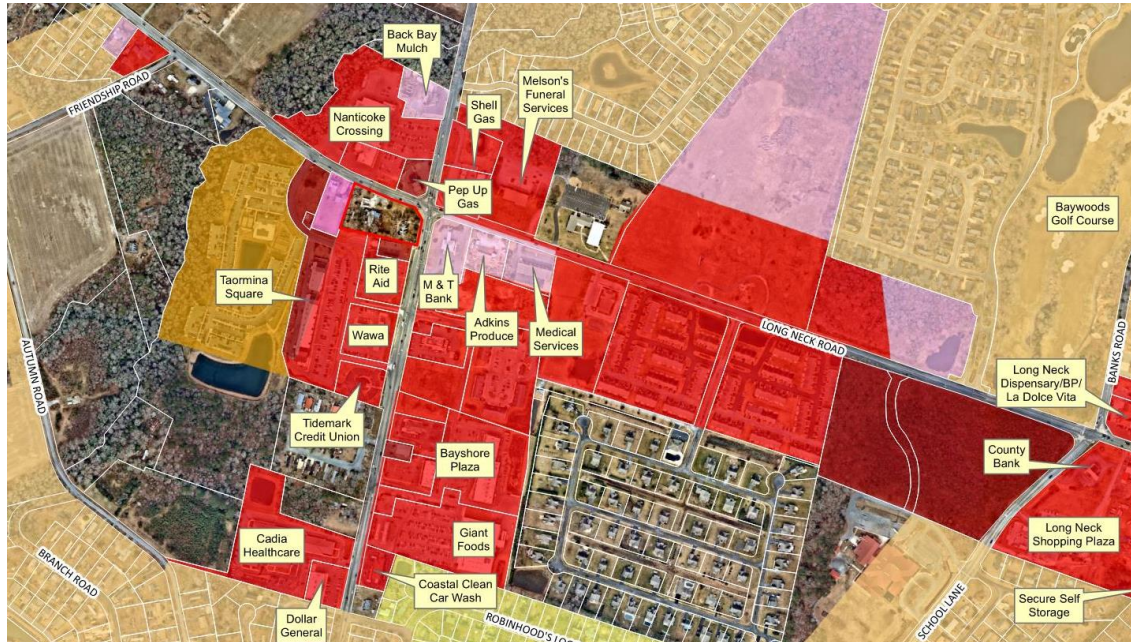 Back Bay
Mulch
Melson's
Funeral
Services
Shell
Gas
FRIENDSHIP ROAD
Nanticoke
Crossing
Pep Up
Gas
Baywoods
Golf Course
Taormina
Square
Rite
Aid
M & T
Bank
Adkins
Produce
Medical
Services
Wawa
LONG NECK ROAD
BANKS ROAD
AUTUMN ROAD
Long Neck
Dispensary/BP/
La Dolce Vita
Tidemark
Credit Union
Bayshore
Plaza
County
Bank
Cadia
Healthcare
Giant
Foods
Long Neck
Shopping Plaza
BRANCH ROAD
Coastal Clean
Car Wash
SCHOOL LANE
Secure Self
Storage
Dollar
General
ROBINHOOD'S LOO